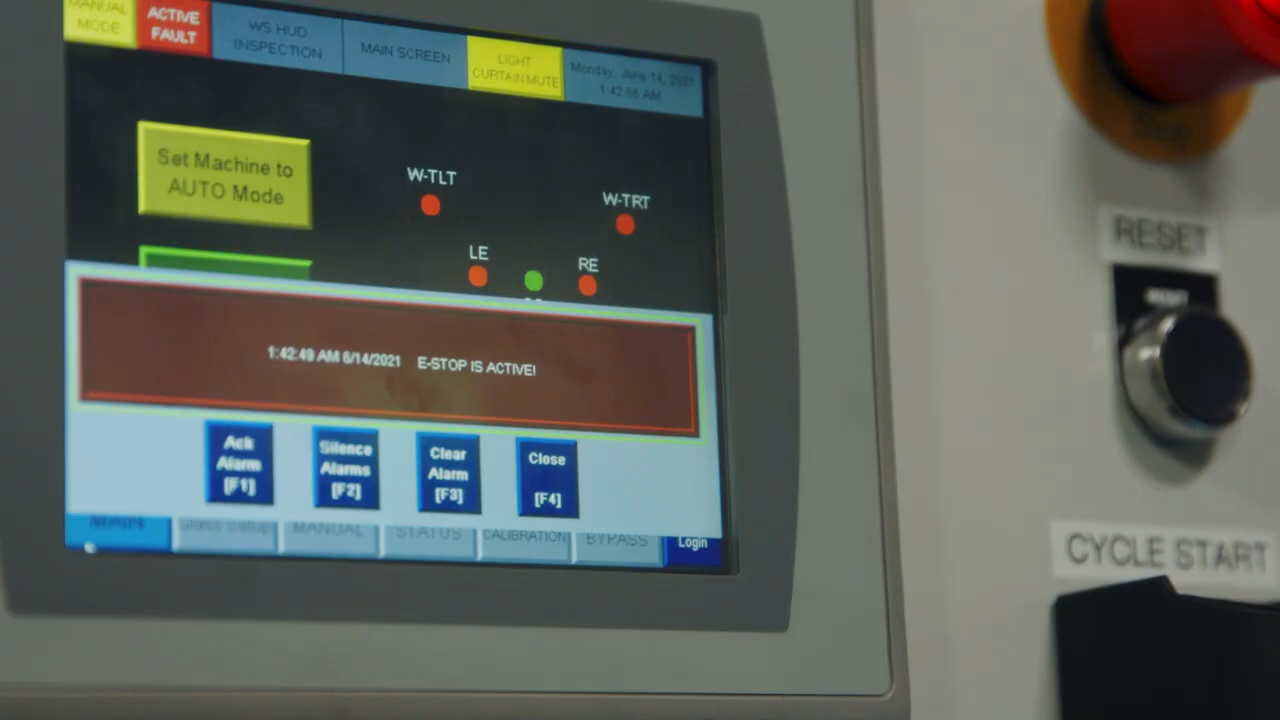 MANUAL
MODE
ACTIVE
FAULT
WS HUD
INSPECTION
MAIN SCREEN
LIGHT
CURTAIN MUTE
Monday, June 14, 2021
1:42:56 AM
Set Machine to
AUTO Mode
W-TLT
W-TRT
LE
RE
1:42:49 AM 6/14/2021 E-STOP IS ACTIVE!
Ack
Alarm
[F1]
Silence
Alarms
[F2]
Clear
Alarm
[F3]
Close
[F4]
MANUAL
STATUS
CALIBRATION
BYPASS
Login
RESET
RESET
CYCLE START